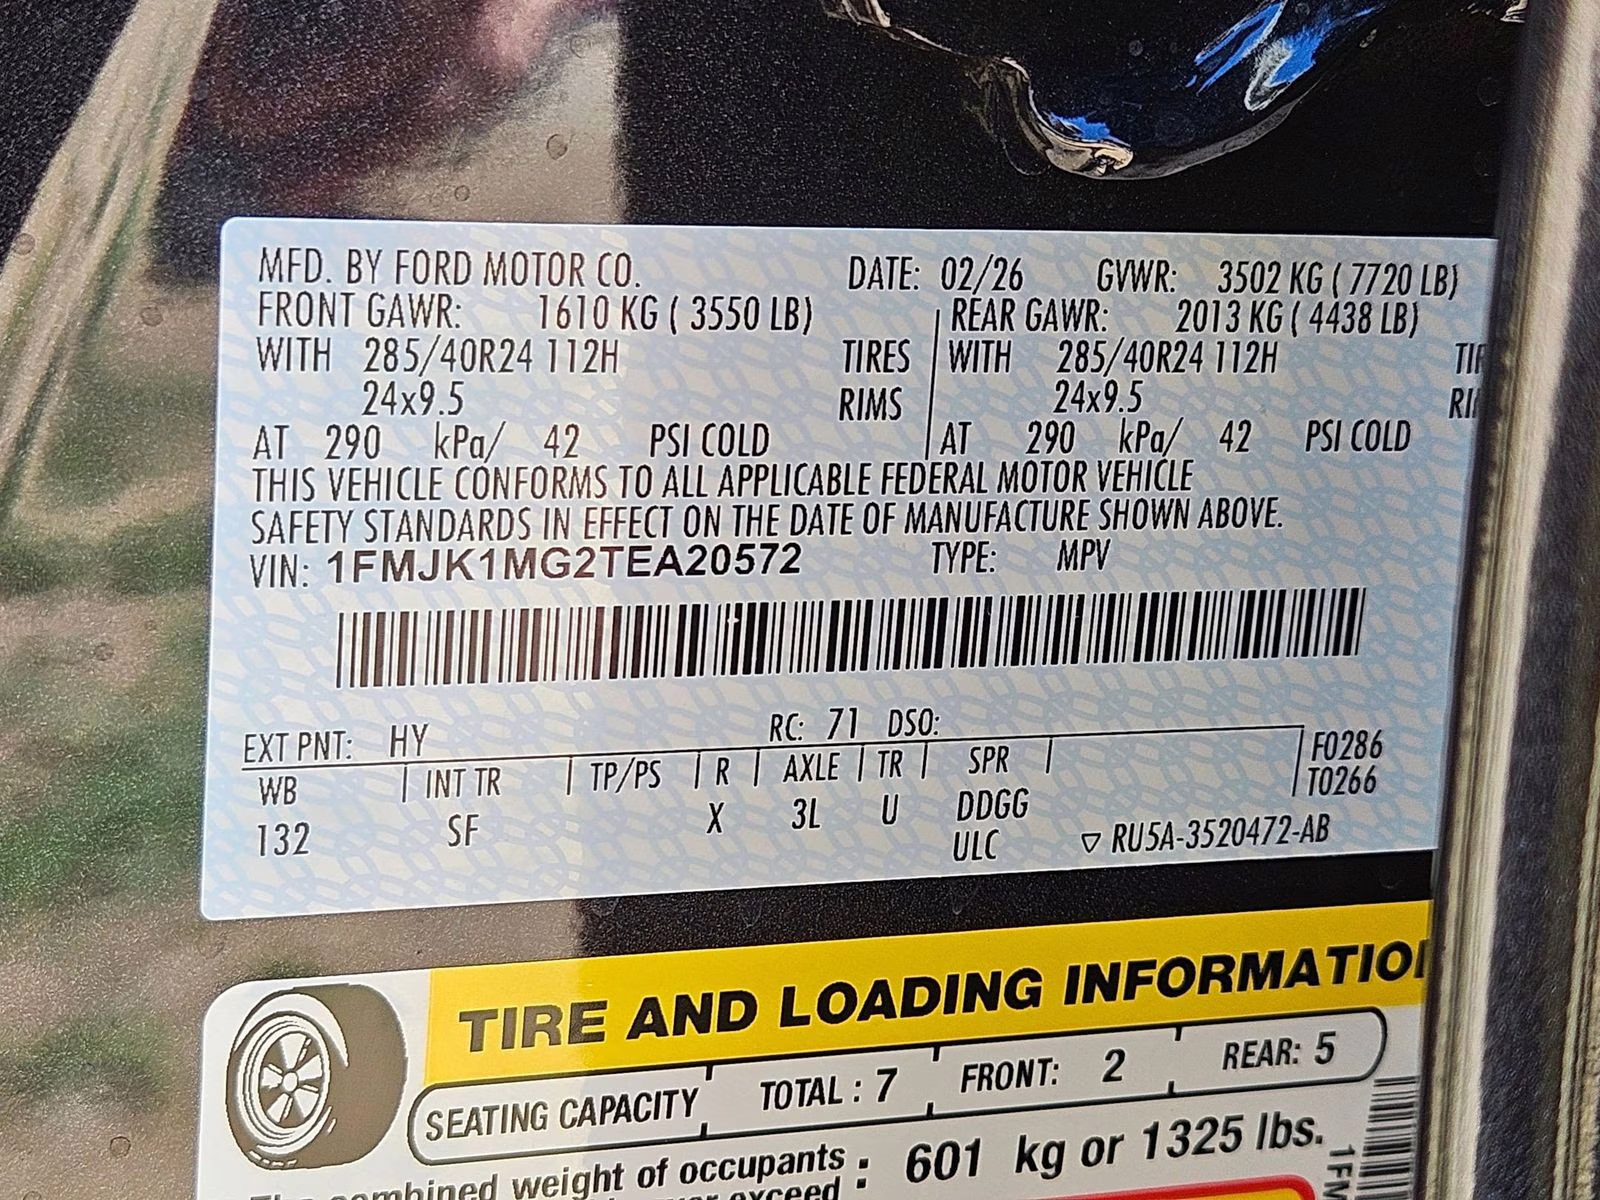 MFD. BY FORD MOTOR CO. DATE: 02/26 GVWR: 3502 KG ( 7720 LB)
FRONT GAWR: 1610 KG ( 3550 LB) REAR GAWR: 2013 KG ( 4438 LB)
WITH 285/40R24 112H TIRES WITH 285/40R24 112H
24x9.5 RIMS 24x9.5
AT 290 kPa/ 42 PSI COLD AT 290 kPa/ 42 PSI COLD
THIS VEHICLE CONFORMS TO ALL APPLICABLE FEDERAL MOTOR VEHICLE
SAFETY STANDARDS IN EFFECT ON THE DATE OF MANUFACTURE SHOWN ABOVE.
VIN: 1FMJK1MG2TEA20572 TYPE: MPV
EXT PNT: HY RC: 71 DSO:
WB INT TR TP/PS R AXLE TR SPR F0286
T0266
132 SF X 3L U DDGG
ULC ▽ RU5A-3520472-AB
TIRE AND LOADING INFORMATIO
SEATING CAPACITY TOTAL : 7 FRONT: 2 REAR: 5
combined weight of occupants : 601 kg or 1325 lbs.
exceed
1FM